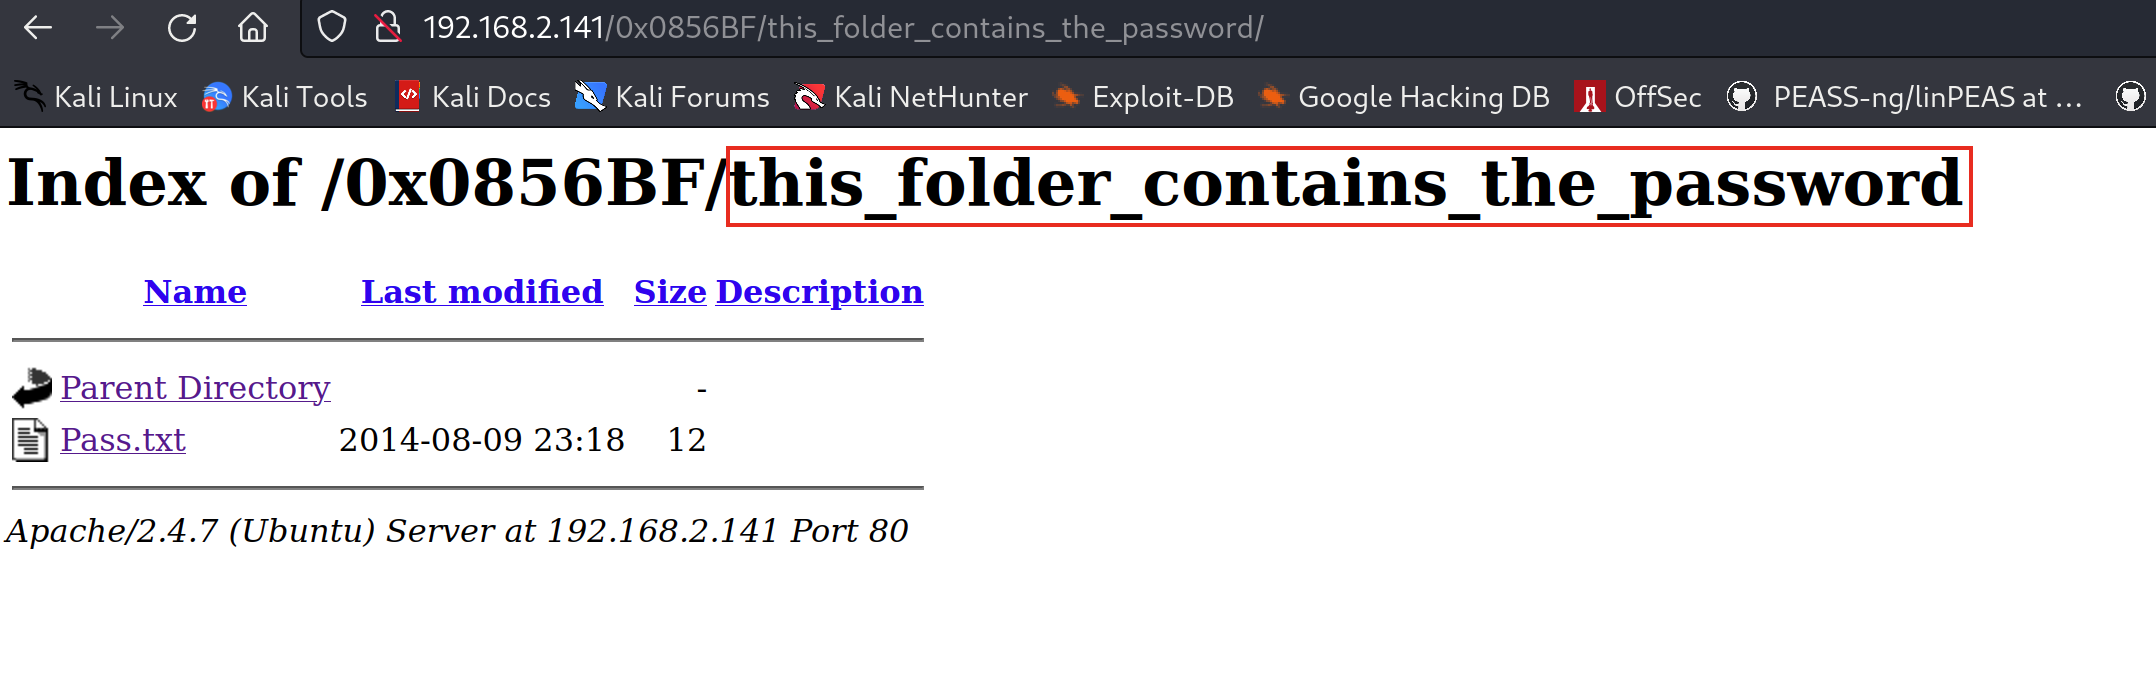 192.168.2.141/0x0856BF/this_folder_contains_the_password/
Kali Linux Kali Tools Kali Docs Kali Forums Kali NetHunter Exploit-DB Google Hacking DB OffSec PEASS-ng/linPEAS at …
Index of /0x0856BF/this_folder_contains_the_password
Name Last modified Size Description
Parent Directory -
Pass.txt 2014-08-09 23:18 12
Apache/2.4.7 (Ubuntu) Server at 192.168.2.141 Port 80